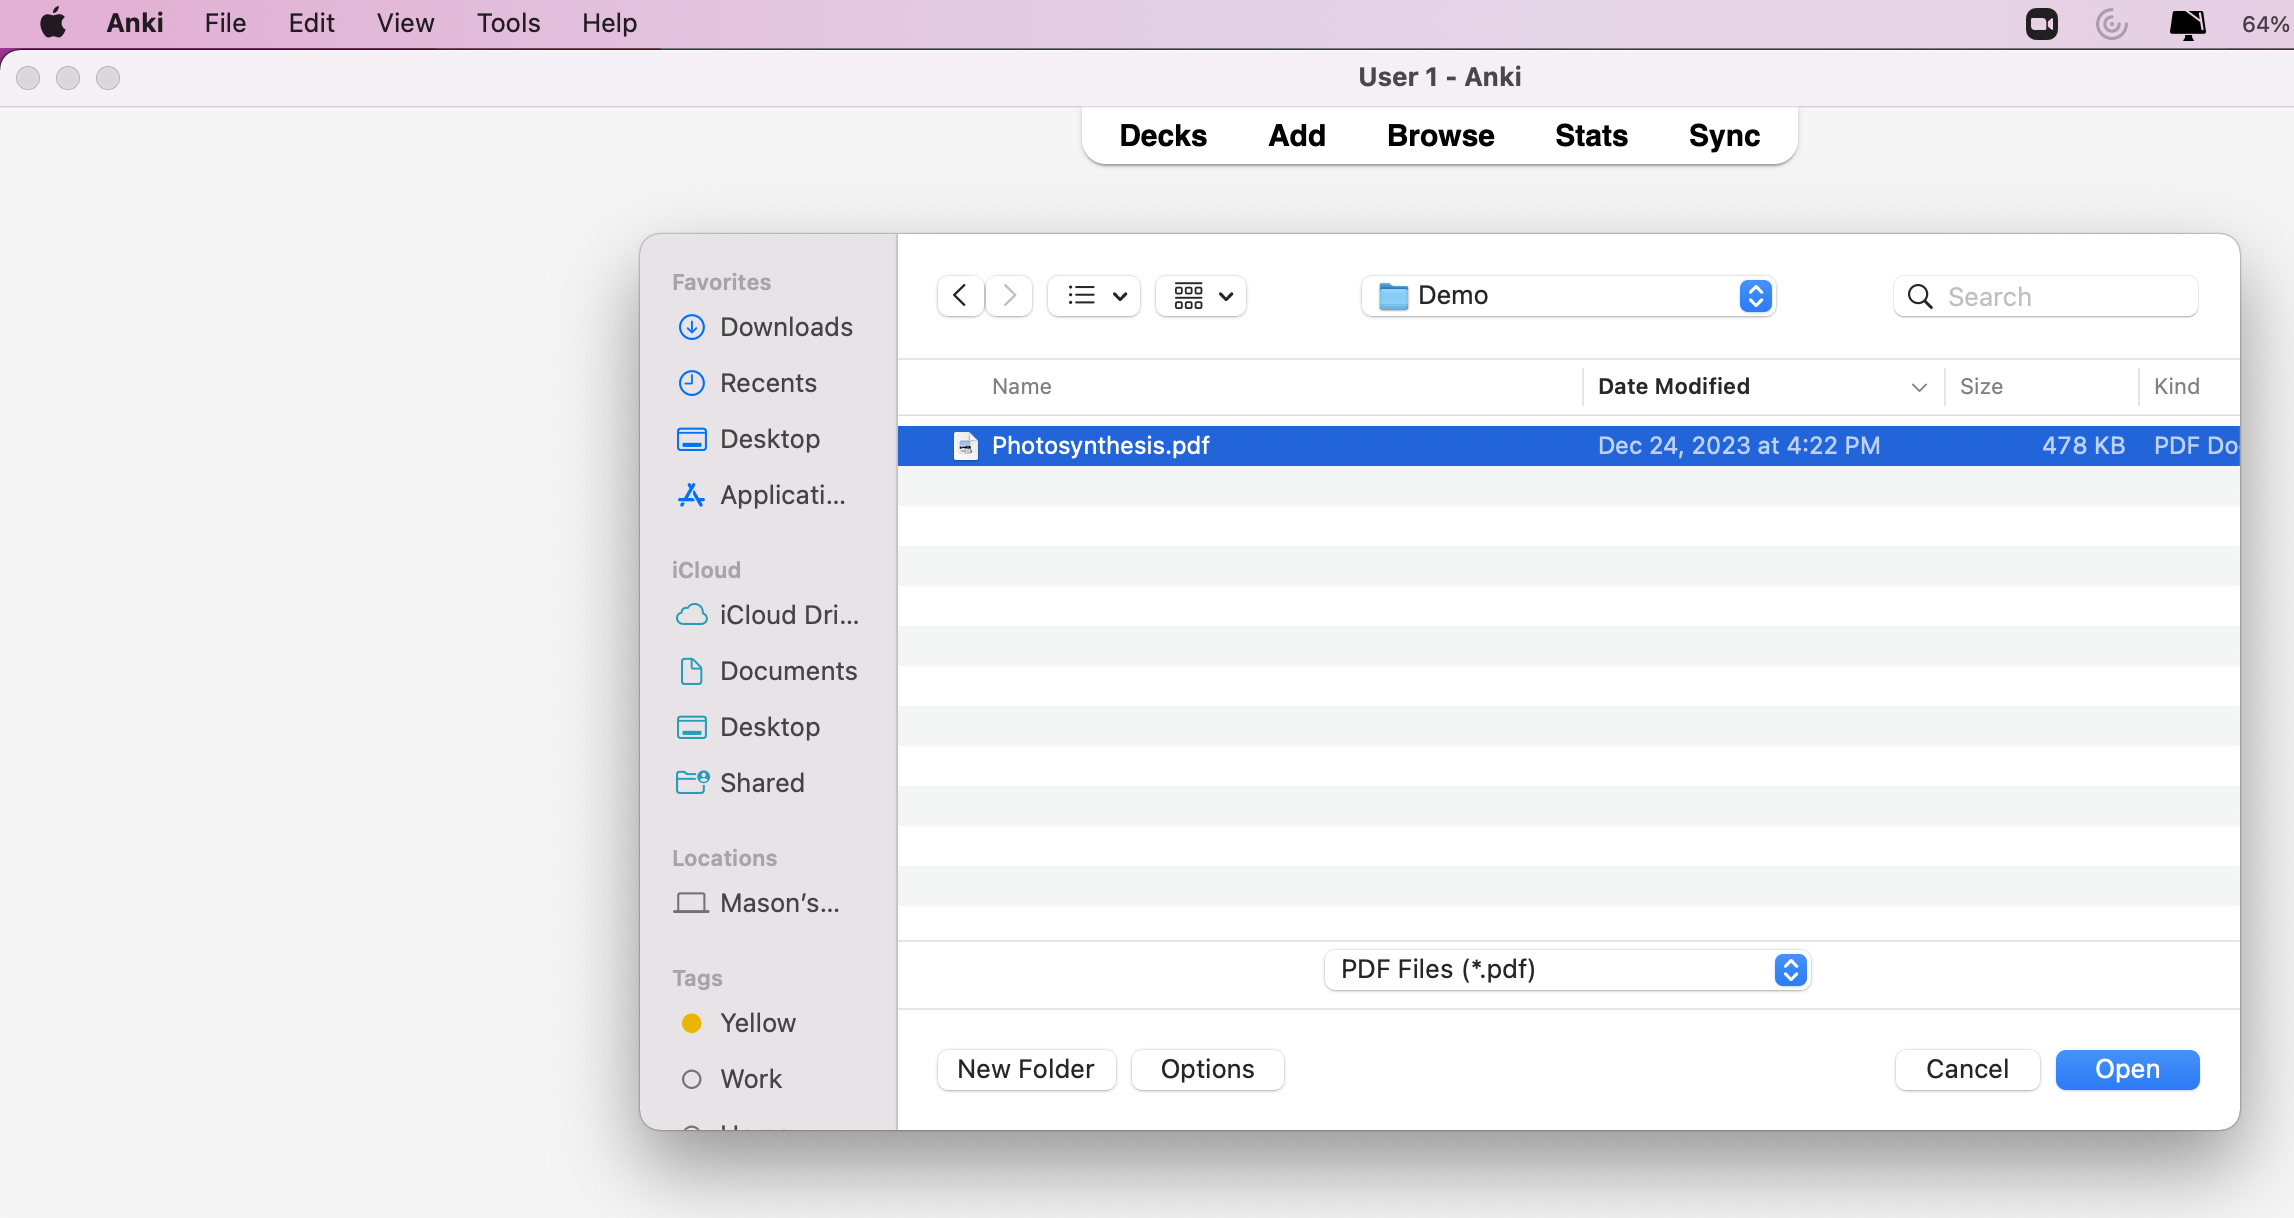 Anki File Edit View Tools Help 64%
User 1 - Anki
Decks Add Browse Stats Sync
Favorites
Downloads
Recents
Desktop
Applicati...
iCloud
iCloud Dri...
Documents
Desktop
Shared
Locations
Mason's...
Tags
Yellow
Work
Demo
Search
Name Date Modified Size Kind
Photosynthesis.pdf Dec 24, 2023 at 4:22 PM 478 KB PDF Do
PDF Files (*.pdf)
New Folder Options Cancel Open